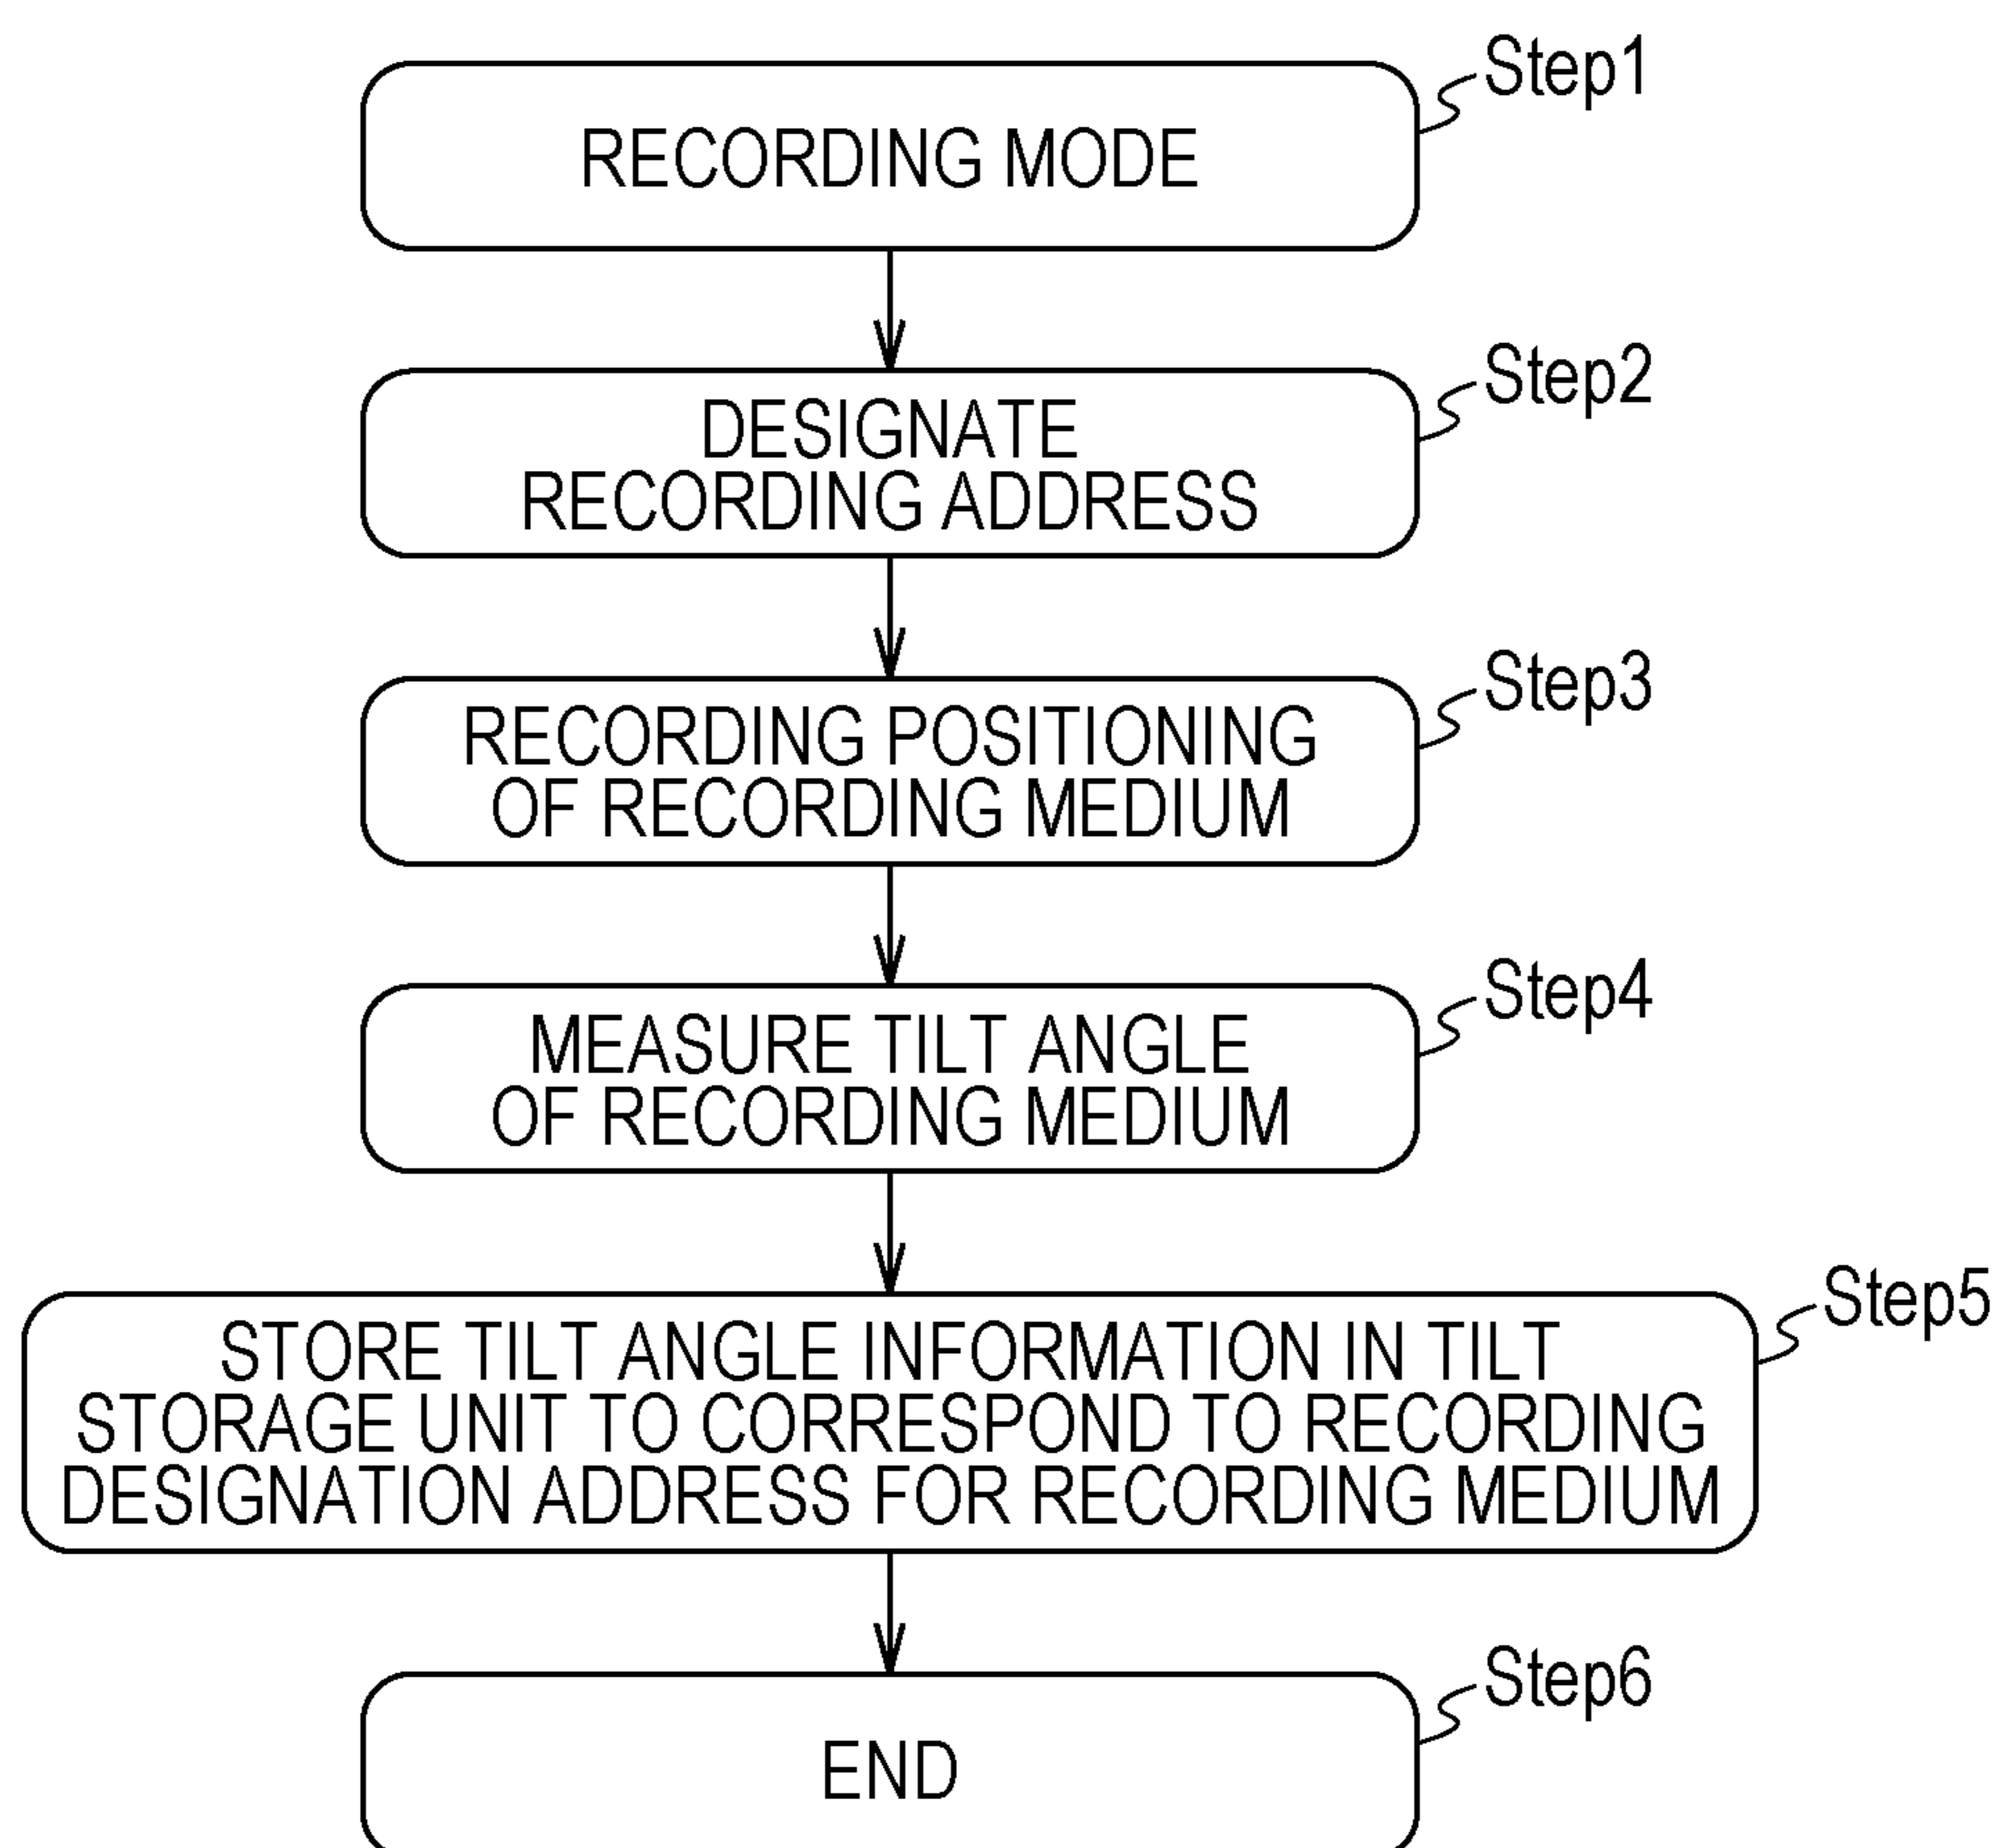 Step1
RECORDING MODE
Step2
DESIGNATE
RECORDING ADDRESS
Step3
RECORDING POSITIONING
OF RECORDING MEDIUM
Step4
MEASURE TILT ANGLE
OF RECORDING MEDIUM
Step5
STORE TILT ANGLE INFORMATION IN TILT
STORAGE UNIT TO CORRESPOND TO RECORDING
DESIGNATION ADDRESS FOR RECORDING MEDIUM
Step6
END